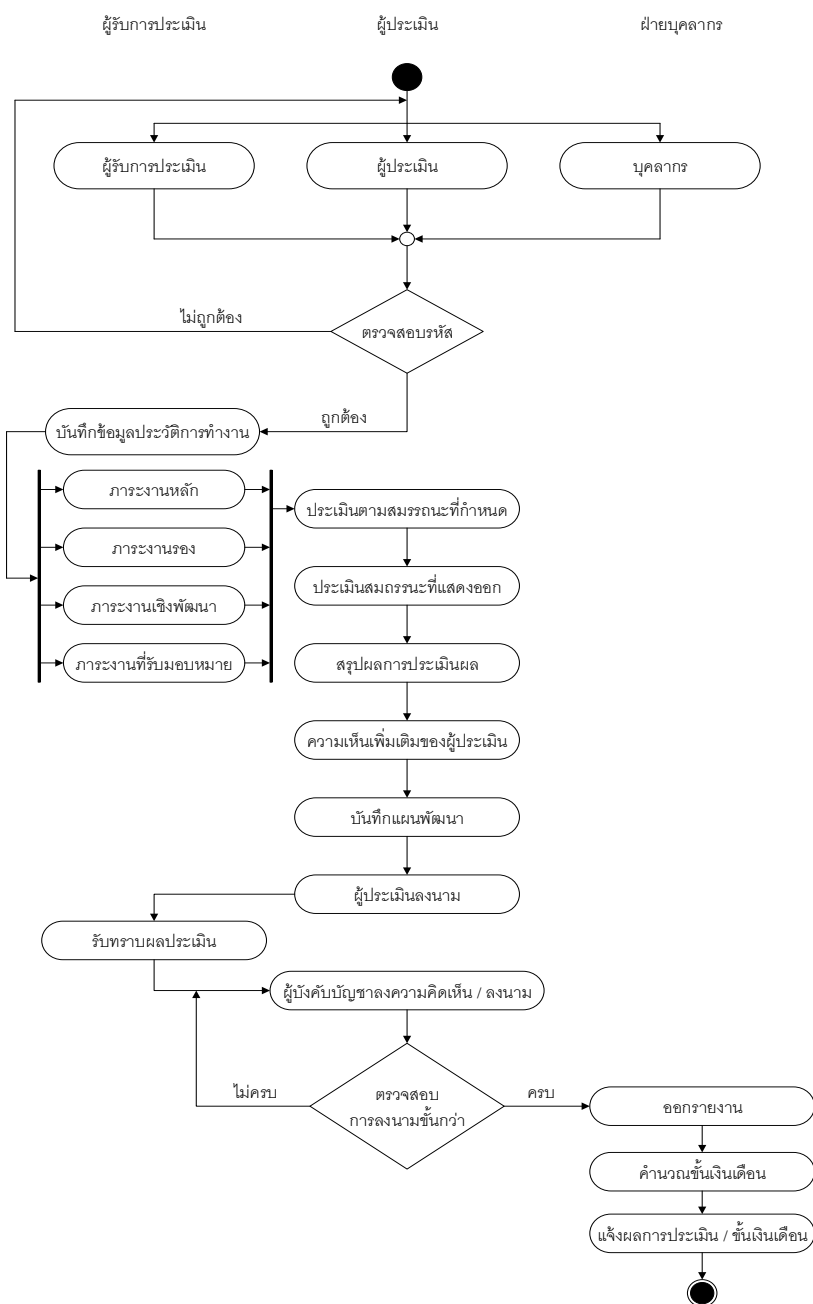 ผู้รับการประเมิน
ผู้ประเมิน
ฝ่ายบุคลากร
ผู้รับการประเมิน
ผู้ประเมิน
บุคลากร
ไม่ถูกต้อง
ตรวจสอบรหัส
ถูกต้อง
บันทึกข้อมูลประวัติการทำงาน
ภาระงานหลัก
ประเมินตามสมรรถนะที่กำหนด
ภาระงานรอง
ประเมินสมถรรนะที่แสดงออก
ภาระงานเชิงพัฒนา
ภาระงานที่รับมอบหมาย
สรุปผลการประเมินผล
ความเห็นเพิ่มเติมของผู้ประเมิน
บันทึกแผนพัฒนา
ผู้ประเมินลงนาม
รับทราบผลประเมิน
ผู้บังคับบัญชาลงความคิดเห็น / ลงนาม
ไม่ครบ
ตรวจสอบ
การลงนามขั้นกว่า
ครบ
ออกรายงาน
คำนวณขั้นเงินเดือน
แจ้งผลการประเมิน / ขั้นเงินเดือน